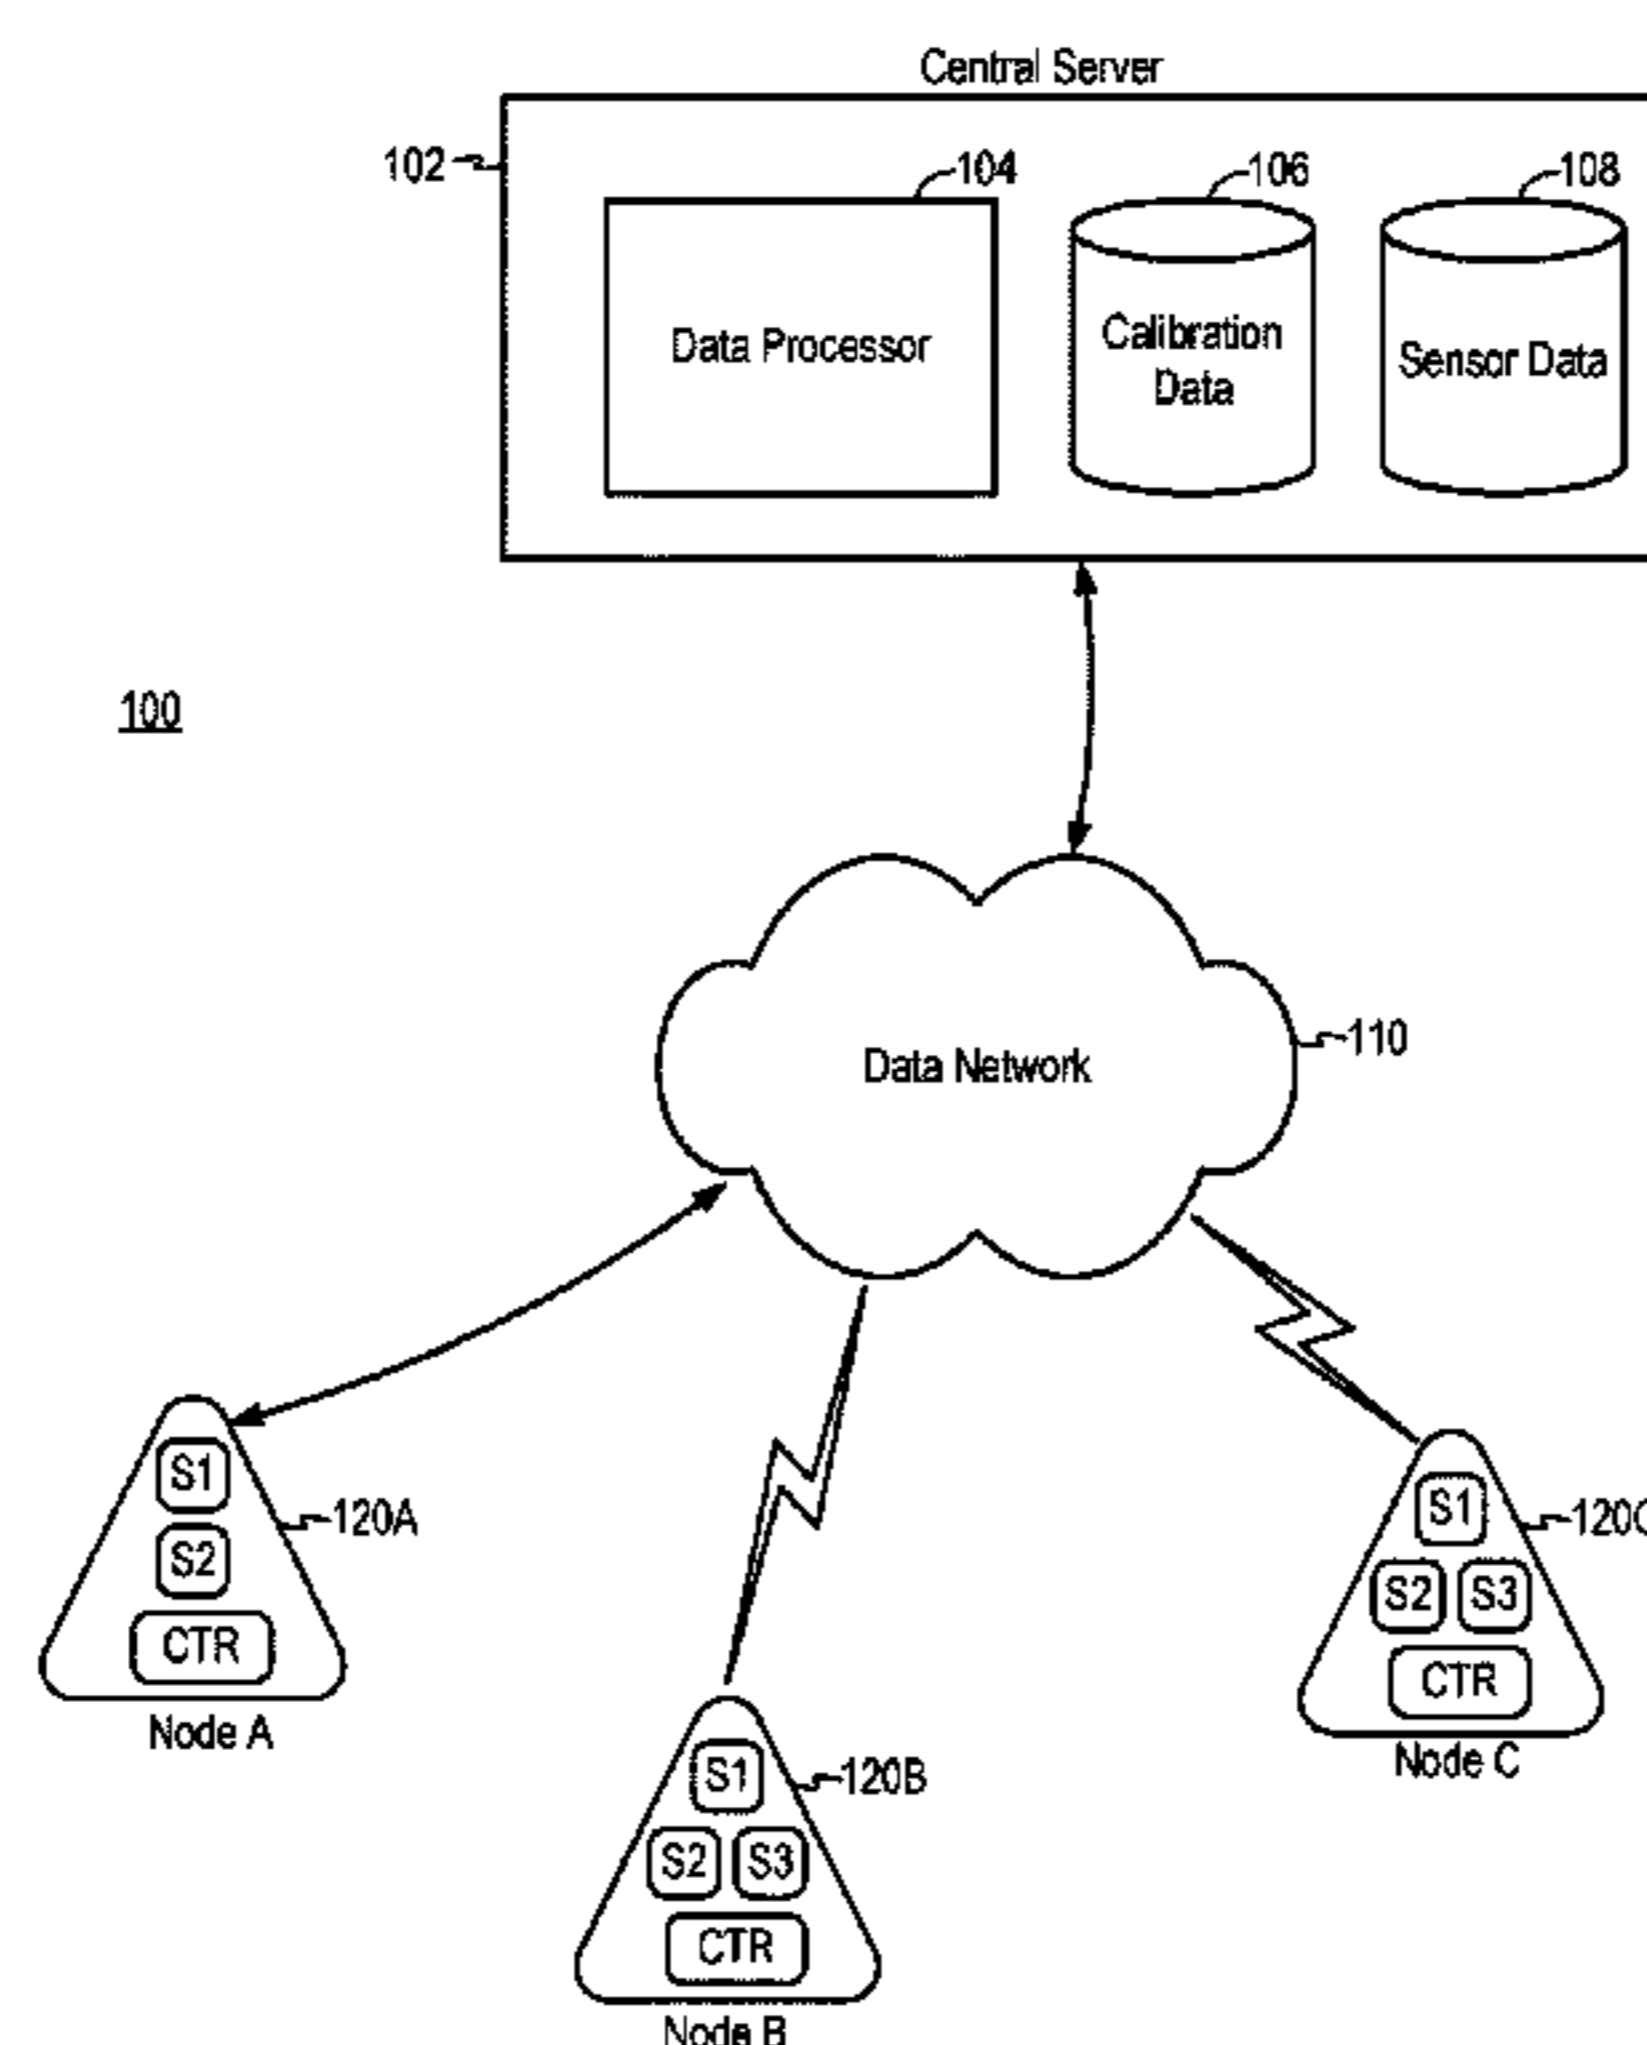 Central Server
102
104
106
108
Data Processor
Calibration
Data
Sensor Data
100
110
Data Network
S1
120A
S2
CTR
Node A
S1
120C
S2 S3
CTR
Node C
S1
120B
S2 S3
CTR
Node B